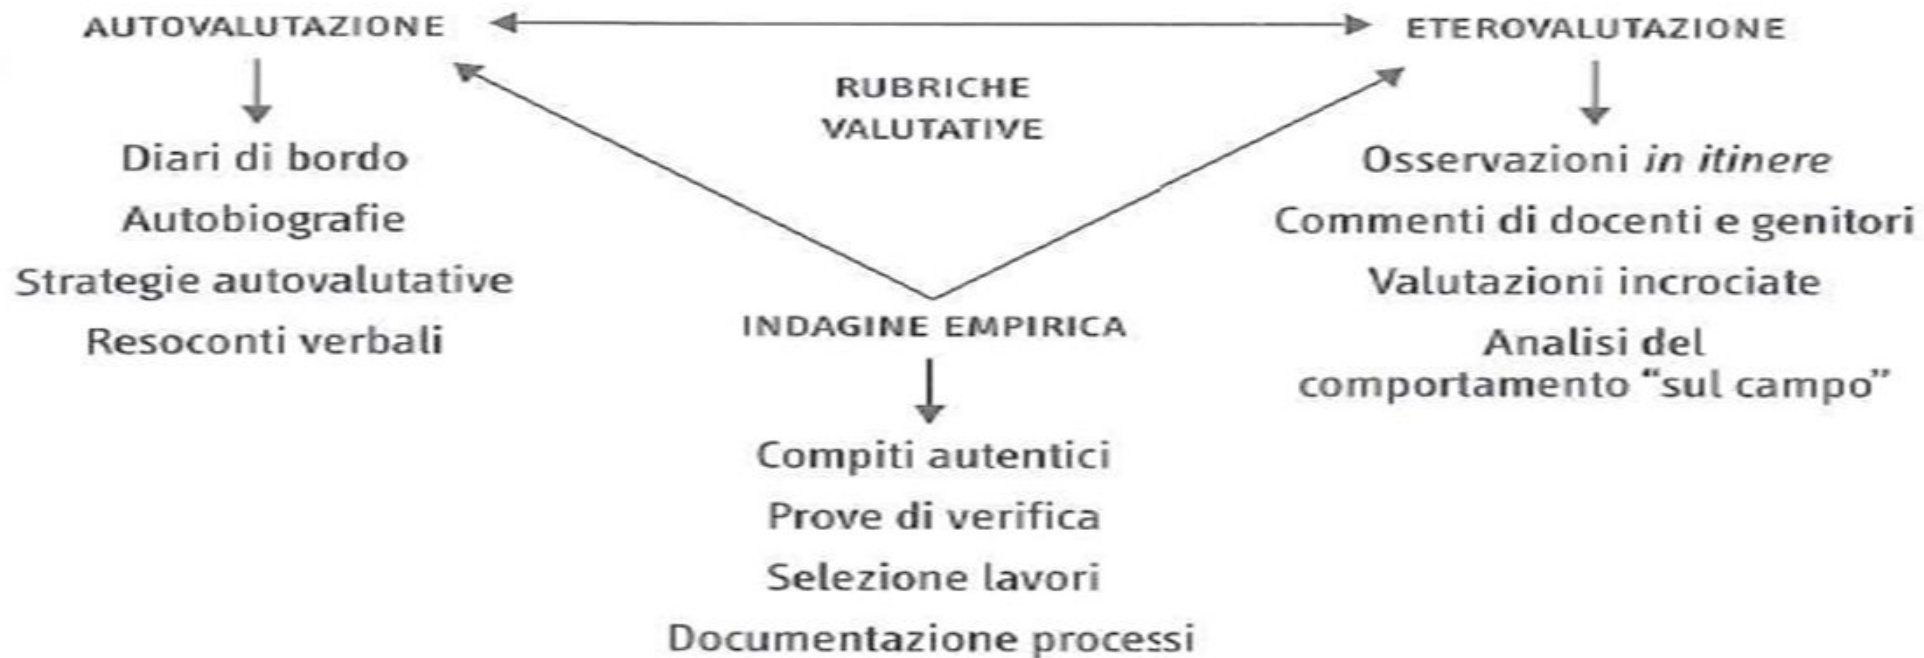 AUTOVALUTAZIONE
Diari di bordo
Autobiografie
Strategie autovalutative
Resoconti verbali
RUBRICHE
VALUTATIVE
ETEROVALUTAZIONE
Osservazioni in itinere
Commenti di docenti e genitori
Valutazioni incrociate
Analisi del
comportamento “sul campo”
INDAGINE EMPIRICA
Compiti autentici
Prove di verifica
Selezione lavori
Documentazione processi